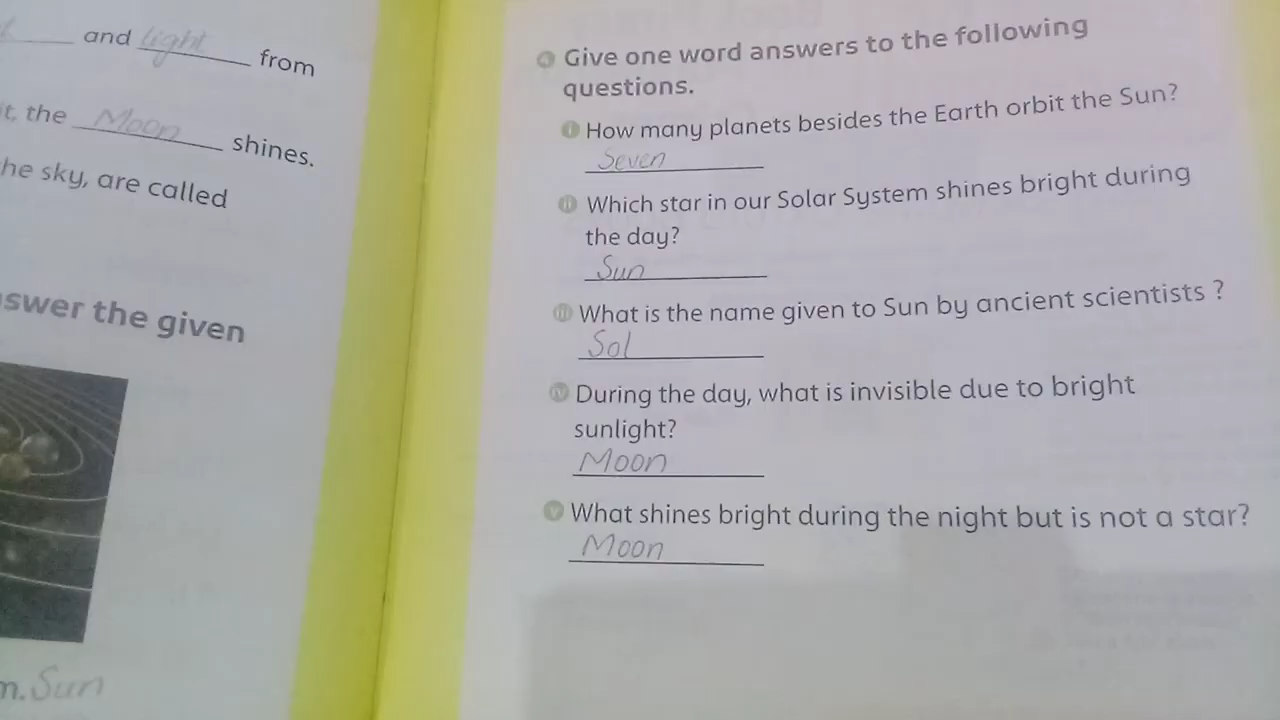 and light from
it, the Moon shines.
he sky, are called
swer the given
n. Sun
Give one word answers to the following
questions.
i How many planets besides the Earth orbit the Sun?
Seven
ii Which star in our Solar System shines bright during
the day?
Sun
iii What is the name given to Sun by ancient scientists ?
Sol
iv During the day, what is invisible due to bright
sunlight?
Moon
v What shines bright during the night but is not a star?
Moon